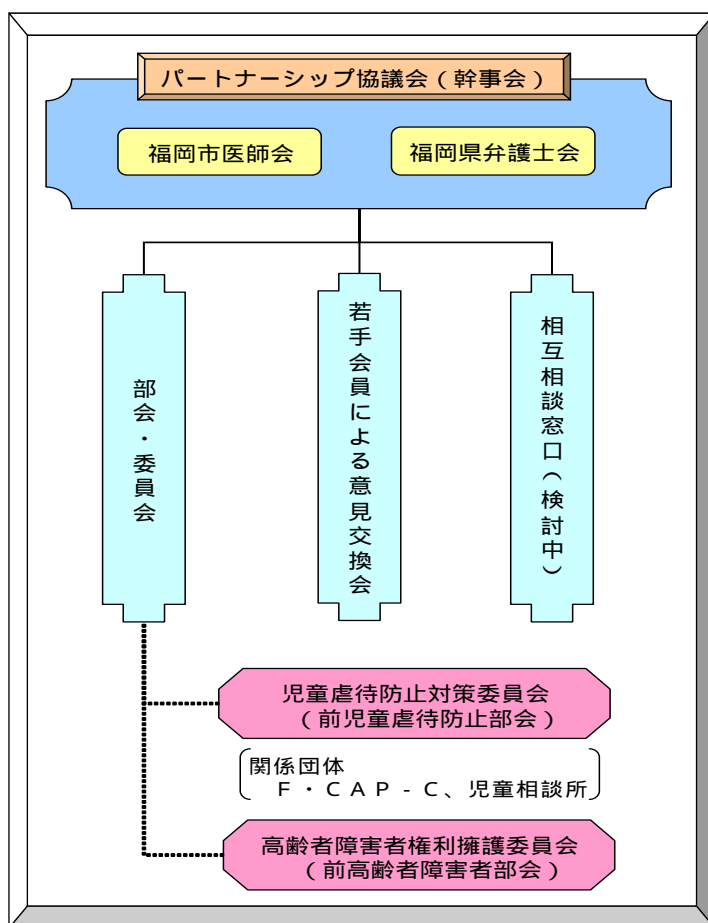 パートナーシップ協議会（幹事会）
福岡市医師会
福岡県弁護士会
部会・委員会
若手会員による意見交換会
相互相談窓口（検討中）
児童虐待防止対策委員会
（前児童虐待防止部会）
関係団体
Ｆ・ＣＡＰ‐Ｃ、児童相談所
高齢者障害者権利擁護委員会
（前高齢者障害者部会）